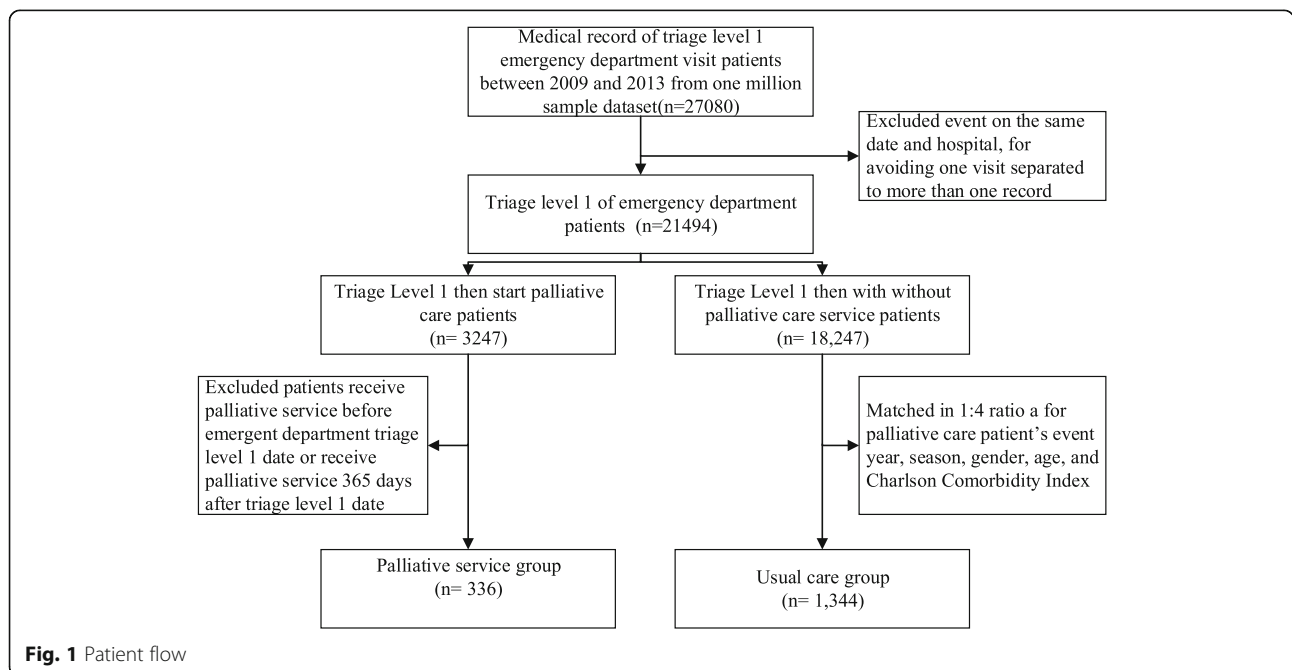 Medical record of triage level 1
emergency department visit patients
between 2009 and 2013 from one million
sample dataset(n=27080)
Excluded event on the same
date and hospital, for
avoiding one visit separated
to more than one record
Triage level 1 of emergency department
patients (n=21494)
Triage Level 1 then start palliative
care patients
(n= 3247)
Triage Level 1 then with without
palliative care service patients
(n= 18,247)
Excluded patients receive
palliative service before
emergent department triage
level 1 date or receive
palliative service 365 days
after triage level 1 date
Matched in 1:4 ratio a for
palliative care patient's event
year, season, gender, age, and
Charlson Comorbidity Index
Palliative service group
(n= 336)
Usual care group
(n= 1,344)
Fig. 1 Patient flow